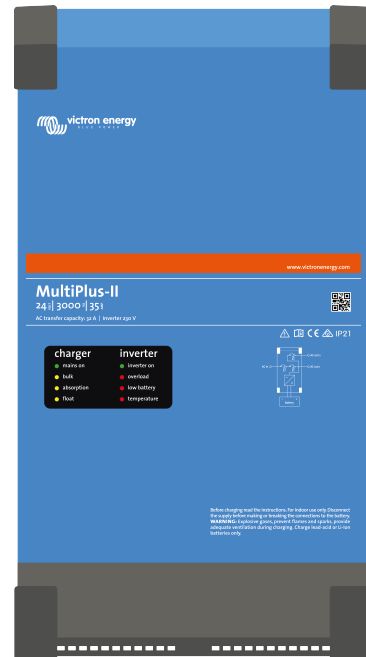 victron energy
BLUE POWER
www.victronenergy.com
MultiPlus-II
24 | 3000 | 35
AC transfer capacity: 32 A | Inverter 230 V
IP21
charger inverter
mains on inverter on
bulk overload
absorption low battery
float temperature
Battery
Before charging read the instructions. For indoor use only. Disconnect
the supply before making or breaking the connections to the battery.
WARNING: Explosive gases, prevent flames and sparks, provide
adequate ventilation during charging. Charge lead-acid or Li-Ion
batteries only.